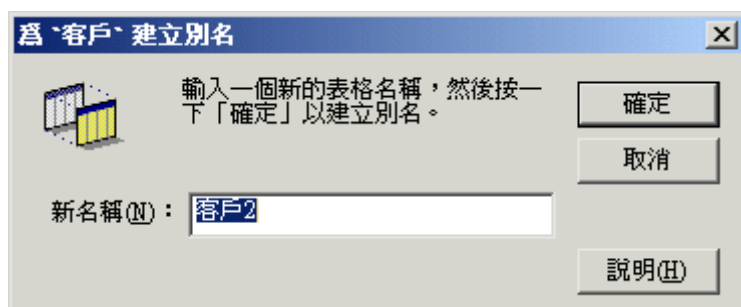 爲 `客戶` 建立別名
輸入一個新的表格名稱，然後按一
下「確定」以建立別名。
確定
取消
新名稱(N)：
客戶2
說明(H)